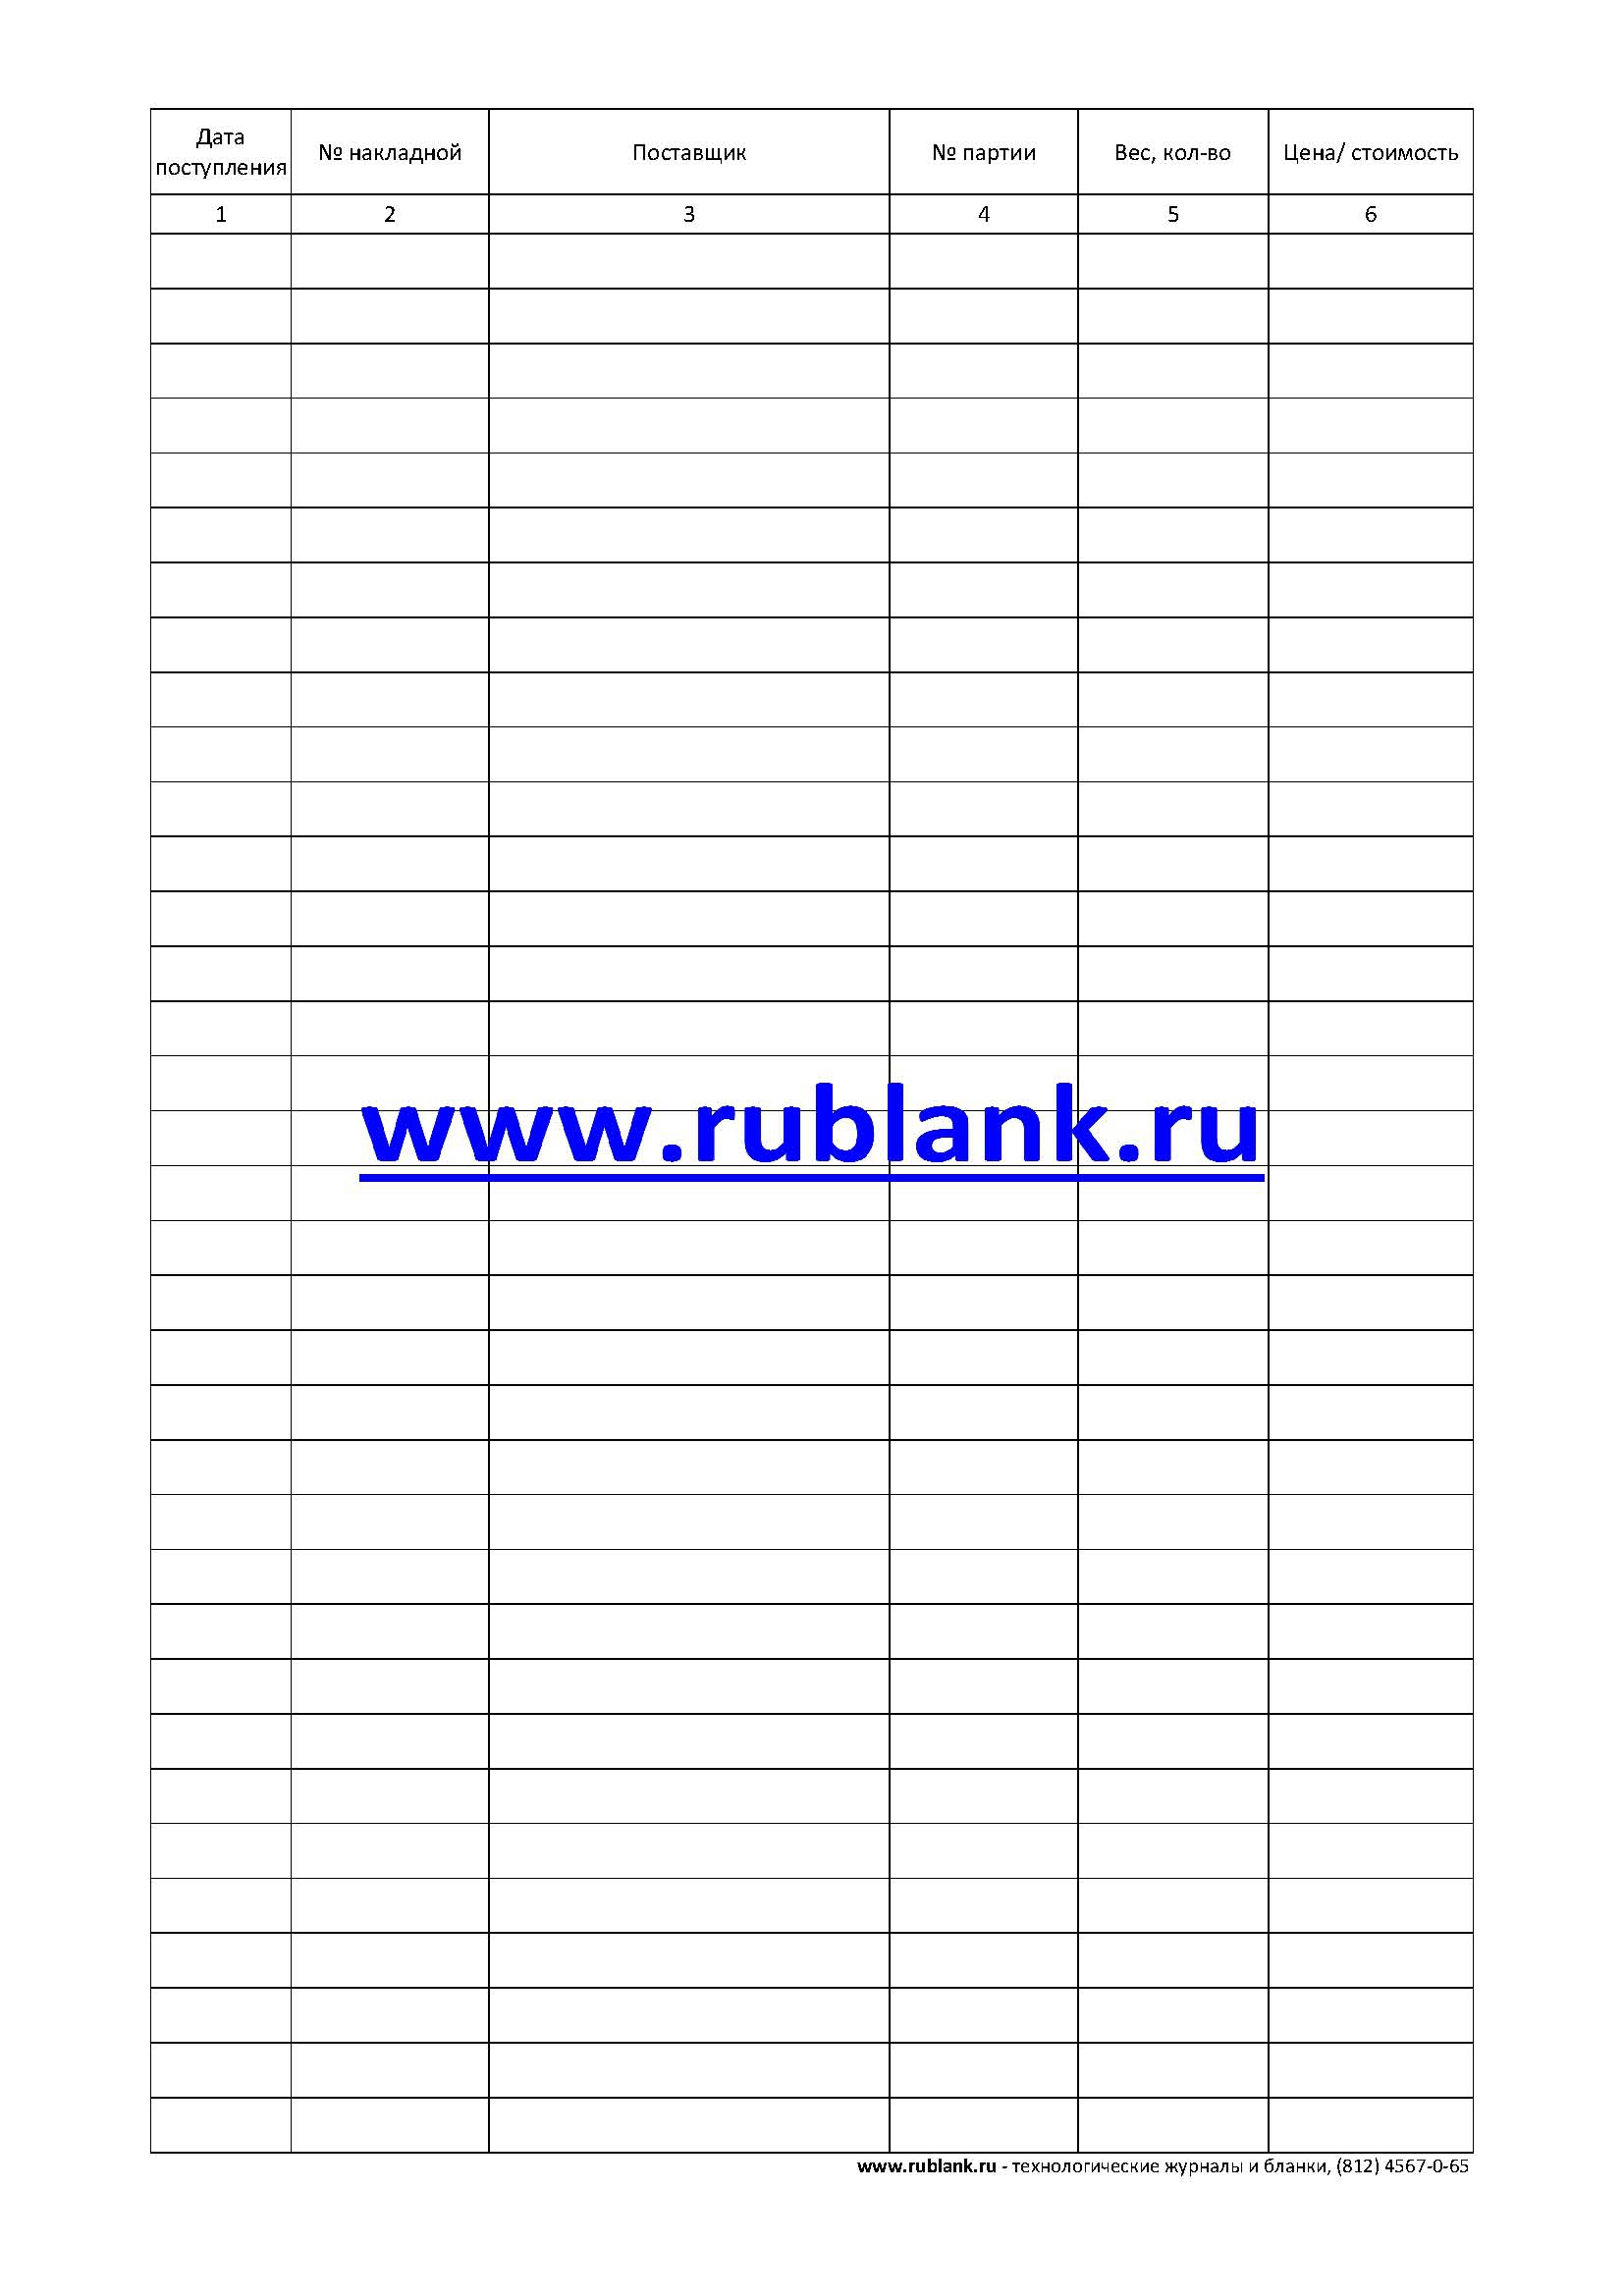 Дата
поступления
№ накладной
Поставщик
№ партии
Вес, кол-во
Цена/ стоимость
1 2 3 4 5 6
www.rublank.ru
www.rublank.ru - технологические журналы и бланки, (812) 4567-0-65